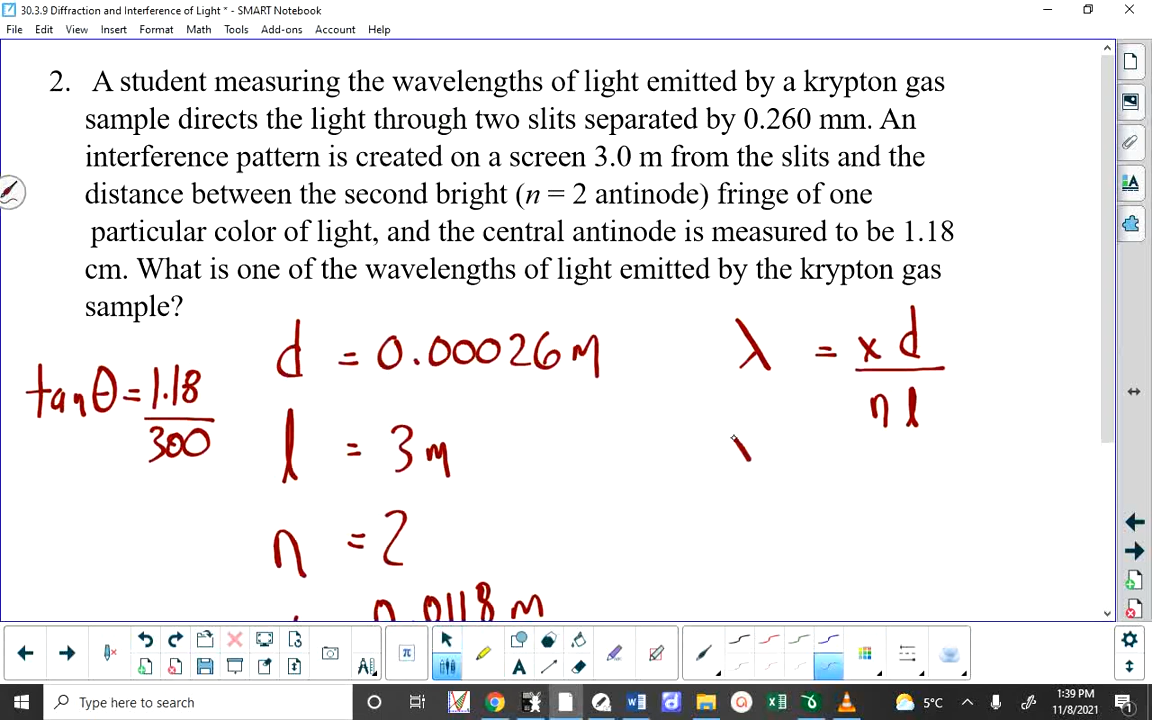 30.3.9 Diffraction and Interference of Light * - SMART Notebook
File Edit View Insert Format Math Tools Add-ons Account Help
2. A student measuring the wavelengths of light emitted by a krypton gas
sample directs the light through two slits separated by 0.260 mm. An
interference pattern is created on a screen 3.0 m from the slits and the
distance between the second bright (n = 2 antinode) fringe of one
particular color of light, and the central antinode is measured to be 1.18
cm. What is one of the wavelengths of light emitted by the krypton gas
sample?
tanθ = 1.18
300
d = 0.00026 m
l = 3 m
n = 2
0.0118 m
λ = x d
n l
Type here to search
5°C
1:39 PM
11/8/2021